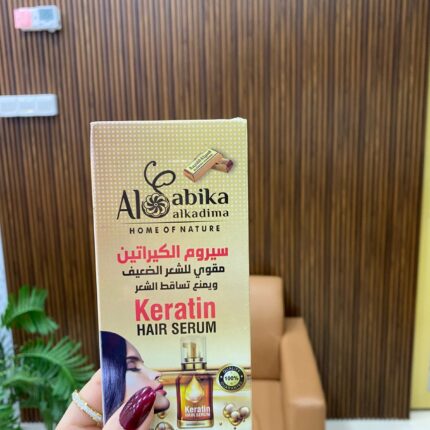 Al Sabika
alkadima
HOME OF NATURE
سيروم الكيراتين
مقوي للشعر الضعيف
ويمنع تساقط الشعر
Keratin
HAIR SERUM
Keratin
HAIR SERUM
100%